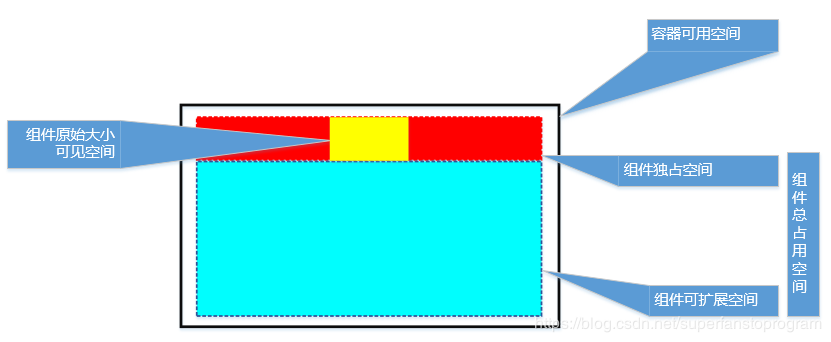 容器可用空间
组件原始大小
可见空间
组件独占空间
组件总占用空间
组件可扩展空间
https://blog.csdn.net/superfanstoprogram